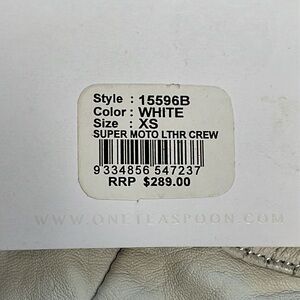 Style : 15596B
Color : WHITE
Size : XS
SUPER MOTO LTHR CREW
9 334856 547237
RRP $289.00
WWW.ONETEASPOON.COM